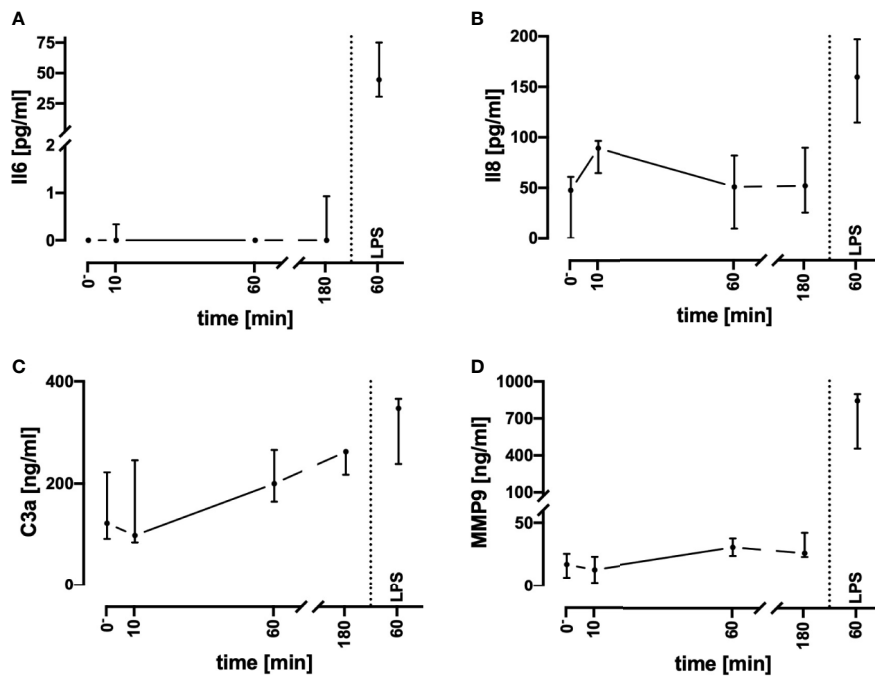 A
Il6 [pg/ml]
75
50
25
2
1
0
0-
10
60
180
60
LPS
time [min]
B
Il8 [pg/ml]
200
150
100
50
0
0-
10
60
180
60
LPS
time [min]
C
C3a [ng/ml]
400
200
0
0-
10
60
180
60
LPS
time [min]
D
MMP9 [ng/ml]
1000
700
400
100
50
0
0-
10
60
180
60
LPS
time [min]